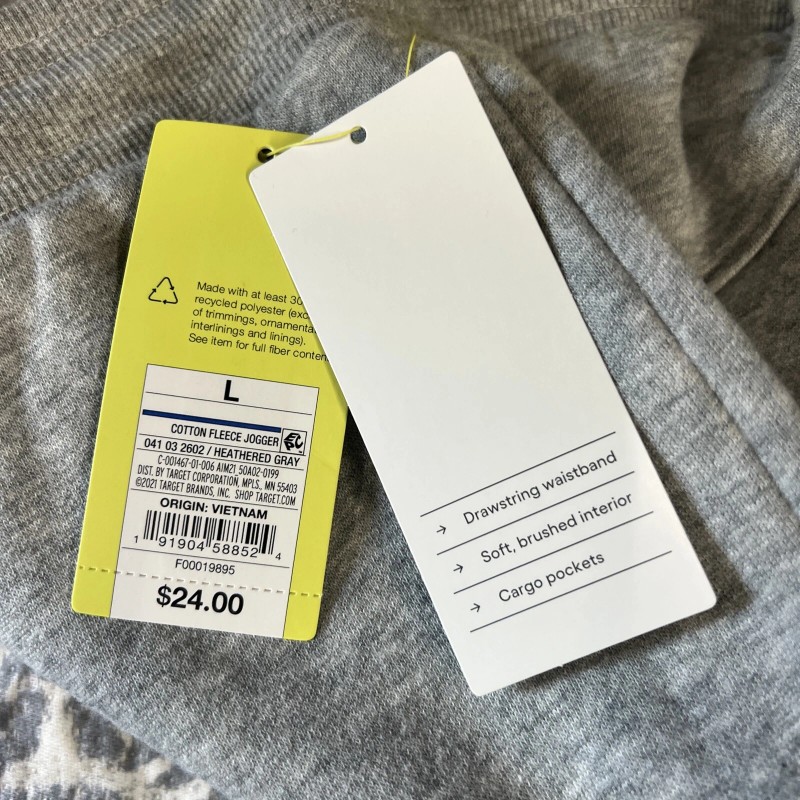 Made with at least 30
recycled polyester (exc
of trimmings, ornamenta
interlinings and linings).
See item for full fiber conten
L
COTTON FLEECE JOGGER
041 03 2602 / HEATHERED GRAY
C-001467-01-006 AIM21 50A02-0199
DIST. BY TARGET CORPORATION, MPLS., MN 55403
©2021 TARGET BRANDS, INC. SHOP TARGET.COM
ORIGIN: VIETNAM
1 91904 58852 4
F00019895
$24.00
→ Drawstring waistband
→ Soft, brushed interior
→ Cargo pockets